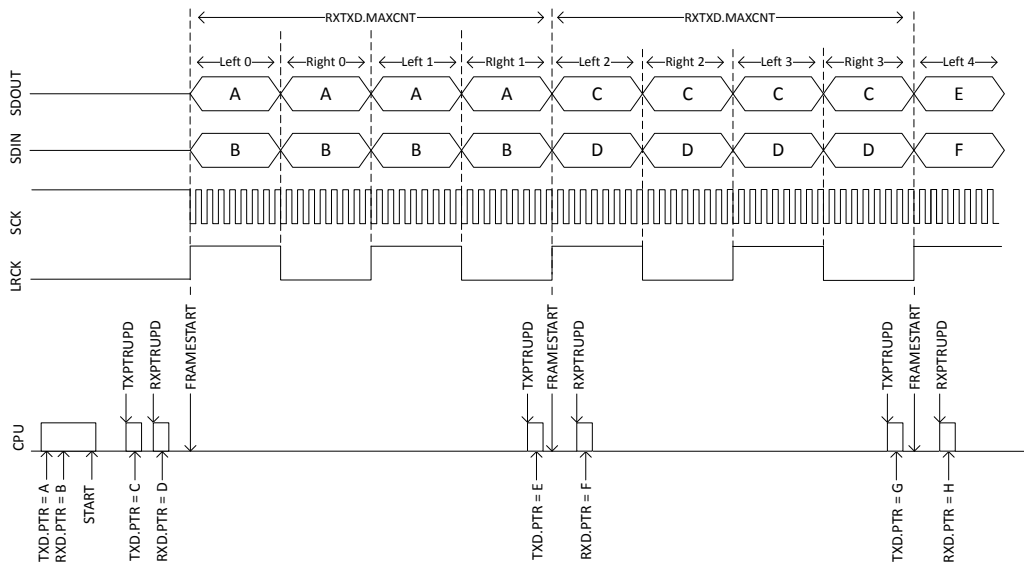 RXTXD.MAXCNT RXTXD.MAXCNT
Left 0 Right 0 Left 1 RIght 1 Left 2 Right 2 Left 3 Right 3 Left 4
SDOUT A A A A C C C C E
SDIN B B B B D D D D F
SCK
LRCK
TXPTRUPD RXPTRUPD FRAMESTART TXPTRUPD FRAMESTART RXPTRUPD TXPTRUPD FRAMESTART RXPTRUPD
CPU
TXD.PTR = A RXD.PTR = B START TXD.PTR = C RXD.PTR = D TXD.PTR = E RXD.PTR = F TXD.PTR = G RXD.PTR = H